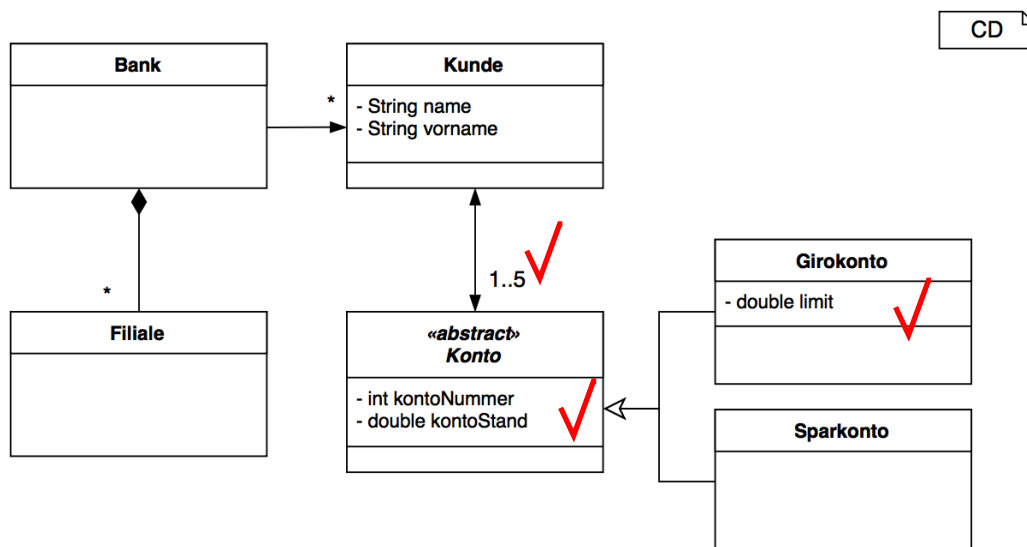 CD
Bank
Kunde
- String name
- String vorname
*
*
1..5
Filiale
«abstract»
Konto
- int kontoNummer
- double kontoStand
Girokonto
- double limit
Sparkonto